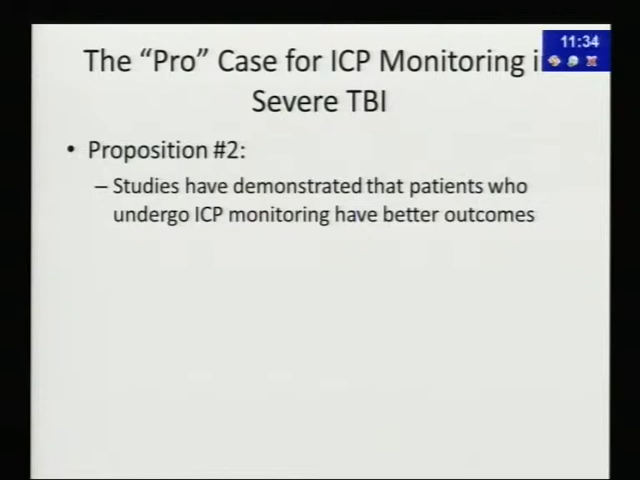 The “Pro” Case for ICP Monitoring i
Severe TBI
11:34
• Proposition #2:
– Studies have demonstrated that patients who
undergo ICP monitoring have better outcomes